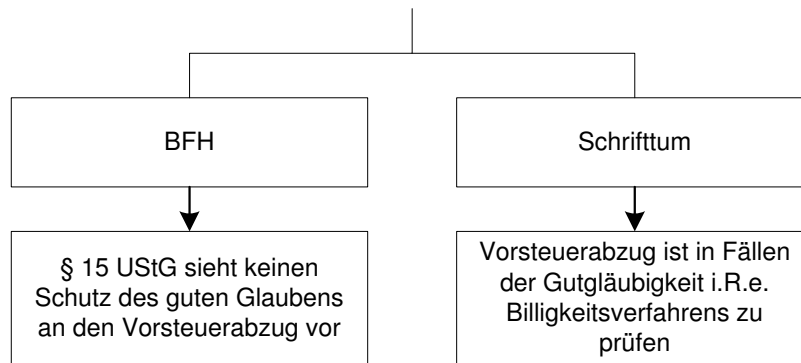 BFH
Schrifttum
§ 15 UStG sieht keinen
Schutz des guten Glaubens
an den Vorsteuerabzug vor
Vorsteuerabzug ist in Fällen
der Gutgläubigkeit i.R.e.
Billigkeitsverfahrens zu
prüfen